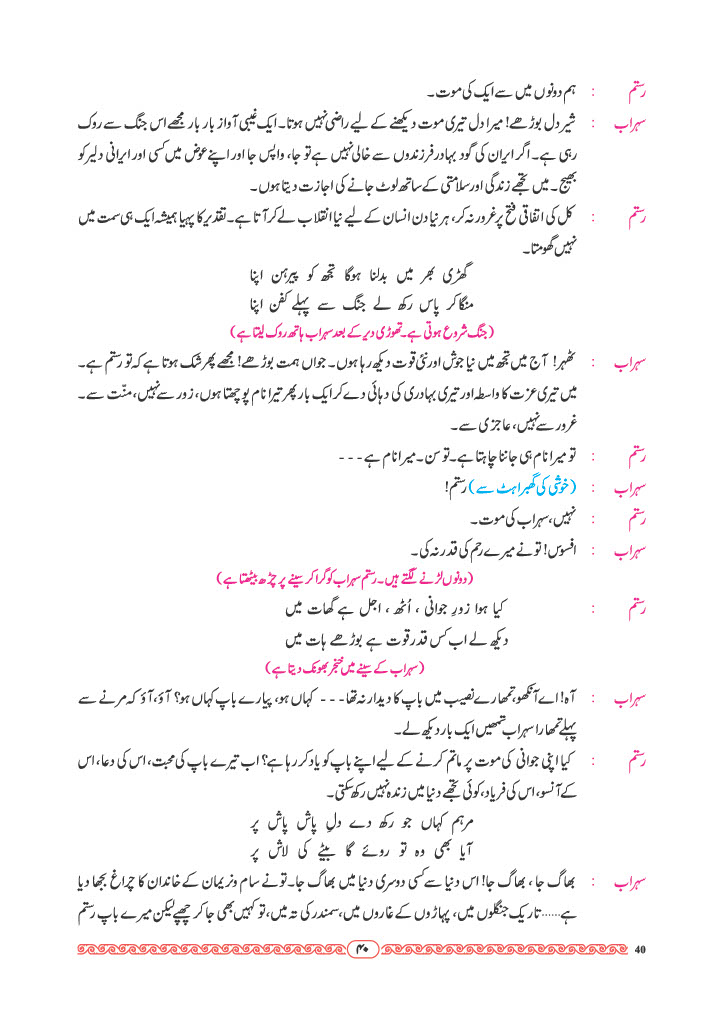 رستم : ہم دونوں میں سے ایک کی موت۔
سہراب : شیر دل بوڑھے! میرا دل تیری موت دیکھنے کے لیے راضی نہیں ہوتا۔ ایک غیبی آواز بار بار مجھے اس جنگ سے روک
رہی ہے۔ اگر ایران کی گود بہادر فرزندوں سے خالی نہیں ہے تو جا، واپس جا اور اپنے عوض میں کسی اور ایرانی دلیر کو
بھیج۔ میں تجھے زندگی اور سلامتی کے ساتھ لوٹ جانے کی اجازت دیتا ہوں۔
رستم : کل کی اتفاقی فتح پر غرور نہ کر، ہر نیا دن انسان کے لیے نیا انقلاب لے کر آتا ہے۔ تقدیر کا پہیا ہمیشہ ایک ہی سمت میں
نہیں گھومتا۔
گھڑی بھر میں بدلنا ہوگا تجھ کو پیرہن اپنا
منگا کر پاس رکھ لے جنگ سے پہلے کفن اپنا
(جنگ شروع ہوتی ہے۔ تھوڑی دیر کے بعد سہراب ہاتھ روک لیتا ہے)
سہراب : ٹھہر! آج میں تجھ میں نیا جوش اور نئی قوت دیکھ رہا ہوں۔ جواں ہمت بوڑھے! مجھے پھر شک ہوتا ہے کہ تو رستم ہے۔
میں تیری عزت کا واسطہ اور تیری بہادری کی دہائی دے کر ایک بار پھر تیرا نام پوچھتا ہوں، زور سے نہیں، منّت سے۔
غرور سے نہیں، عاجزی سے۔
رستم : تو میرا نام ہی جاننا چاہتا ہے۔ تو سن۔ میرا نام ہے ---
سہراب : (خوشی کی گھبراہٹ سے) رستم!
رستم : نہیں، سہراب کی موت۔
سہراب : افسوس! تو نے میرے رحم کی قدر نہ کی۔
(دونوں لڑنے لگتے ہیں۔ رستم سہراب کو گرا کر سینے پر چڑھ بیٹھتا ہے)
رستم : کیا ہوا زورِ جوانی ، اُٹھ ، اجل ہے گھات میں
دیکھ لے اب کس قدر قوت ہے بوڑھے ہات میں
(سہراب کے سینے میں خنجر بھونک دیتا ہے)
سہراب : آہ! اے آنکھو، تمھارے نصیب میں باپ کا دیدار نہ تھا --- کہاں ہو، پیارے باپ کہاں ہو؟ آؤ، آؤ کہ مرنے سے
پہلے تمھارا سہراب تمھیں ایک بار دیکھ لے۔
رستم : کیا اپنی جوانی کی موت پر ماتم کرنے کے لیے اپنے باپ کو یاد کر رہا ہے؟ اب تیرے باپ کی محبت، اس کی دعا، اس
کے آنسو، اس کی فریاد، کوئی تجھے دنیا میں زندہ نہیں رکھ سکتی۔
مرہم کہاں جو رکھ دے دلِ پاش پاش پر
آیا بھی وہ تو روئے گا بیٹے کی لاش پر
سہراب : بھاگ جا ، بھاگ جا! اس دنیا سے کسی دوسری دنیا میں بھاگ جا۔ تو نے سام و نریمان کے خاندان کا چراغ بجھا دیا
ہے...... تاریک جنگلوں میں، پہاڑوں کے غاروں میں، سمندر کی تہ میں، تو کہیں بھی جا کر چھپے لیکن میرے باپ رستم
۴۰
40